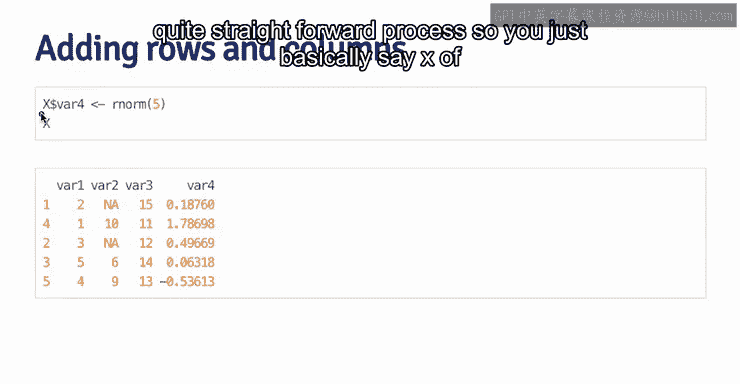 quite straight forward process so you just
basically say x of
Adding rows and columns
X$var4 <- rnorm(5)
X
var1 var2 var3 var4
1 2 NA 15 0.18760
4 1 10 11 1.78698
2 3 NA 12 0.49669
3 5 6 14 0.06318
5 4 9 13 -0.53613